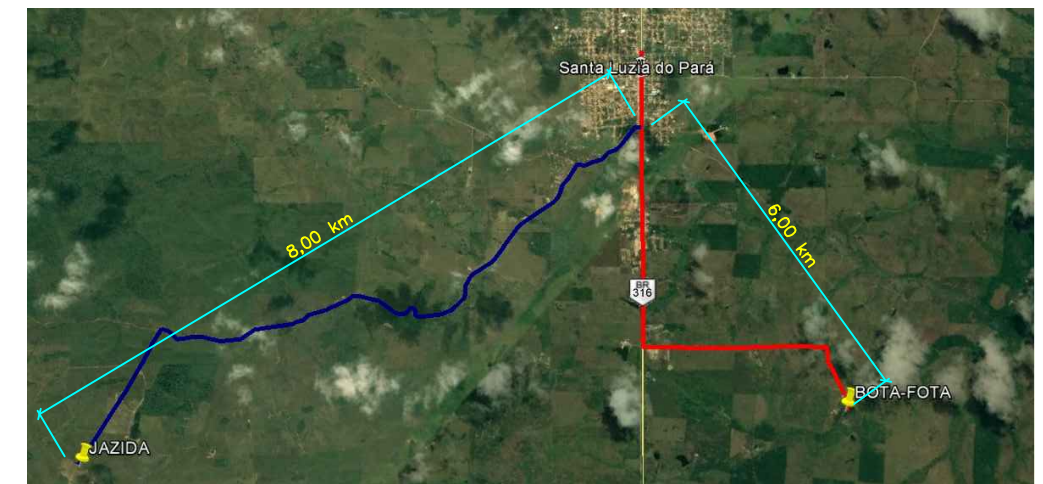 Santa Luzia do Pará
8,00 km
6,00 km
BR
316
BOTA-FOTA
JAZIDA